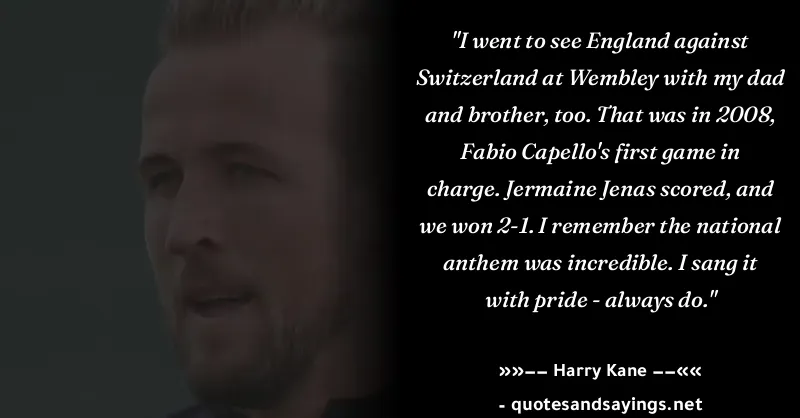 "I went to see England against
Switzerland at Wembley with my dad
and brother, too. That was in 2008,
Fabio Capello's first game in
charge. Jermaine Jenas scored, and
we won 2-1. I remember the national
anthem was incredible. I sang it
with pride - always do."
»»−− Harry Kane −−««
- quotesandsayings.net